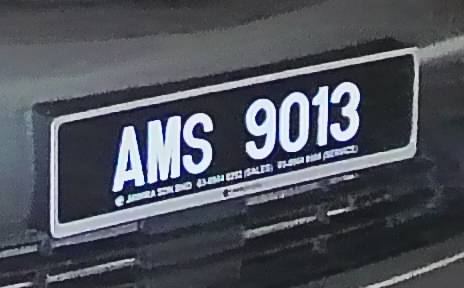 AMS 9013
SDN BHD (SALES) (SERVICE)